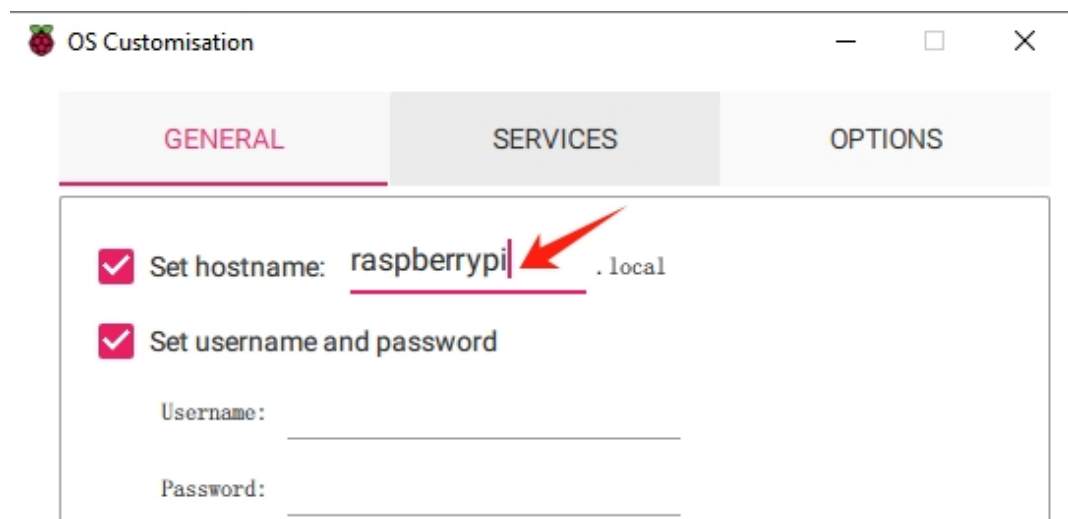 OS Customisation
GENERAL SERVICES OPTIONS
Set hostname: raspberrypi .local
Set username and password
Username:
Password: